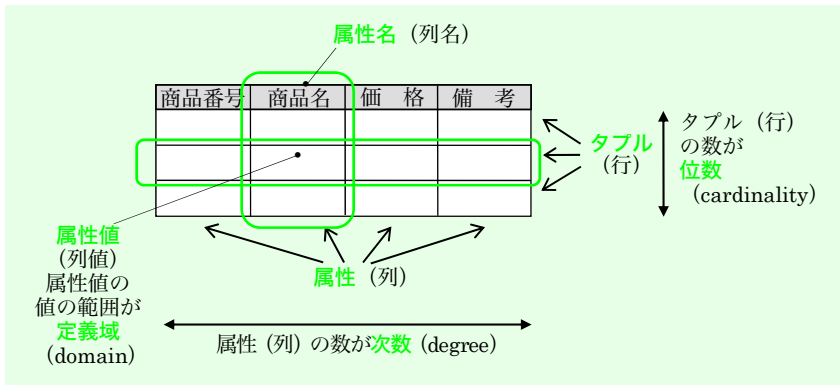 属性名（列名）
商品番号 商品名 価　格 備　考
タプル
（行）
タプル（行）
の数が
位数
（cardinality）
属性値
（列値）
属性値の
値の範囲が
定義域
（domain）
属性（列）
属性（列）の数が次数（degree）